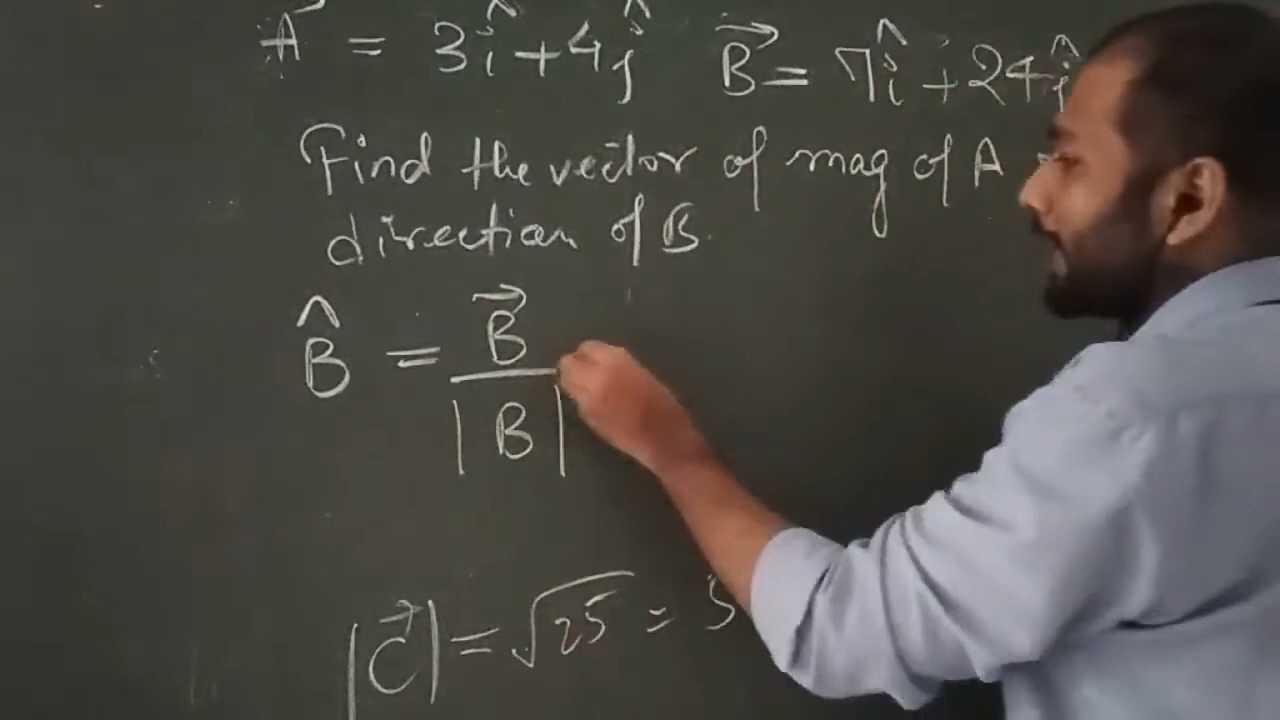 A⃗ = 3î + 4ĵ B⃗ = 7î + 24ĵ
Find the vector of mag of A
direction of B.
B̂ = B⃗ / |B|
|C⃗| = √25 = 5